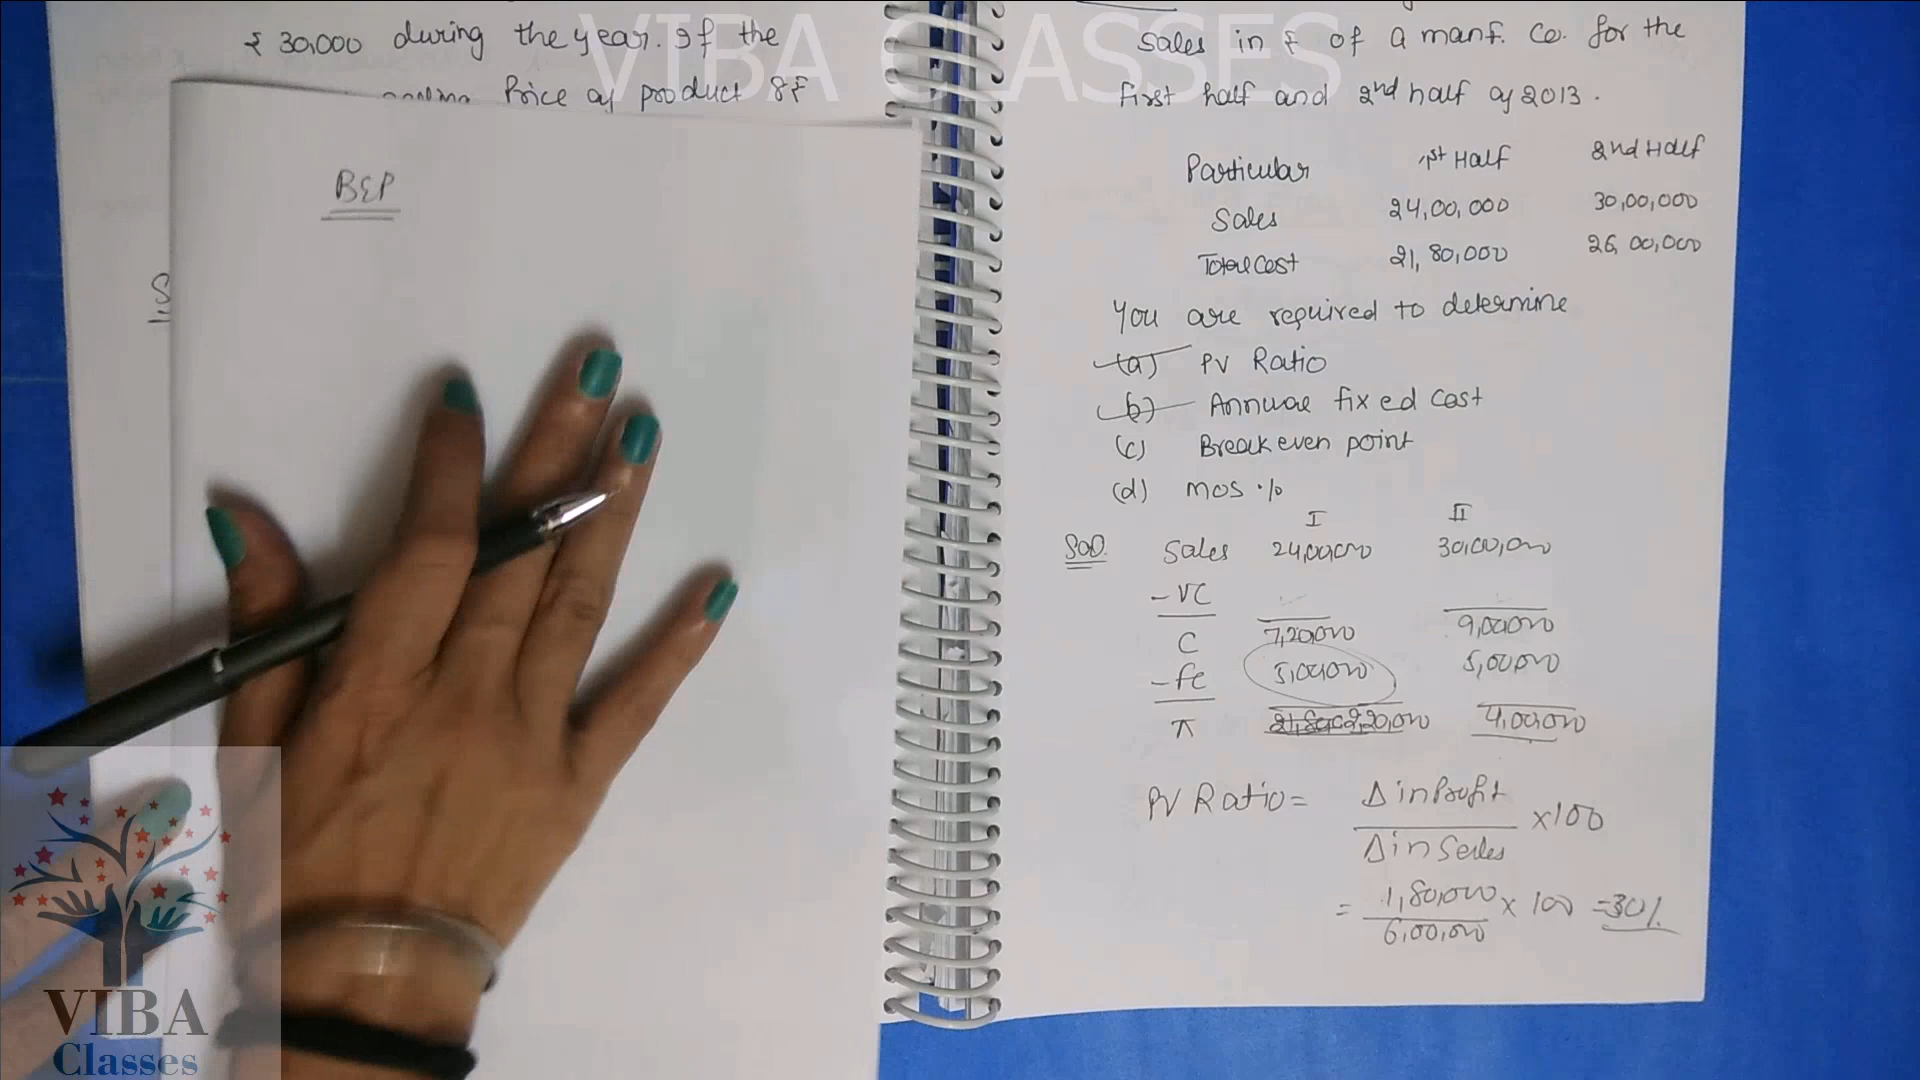 VIBA CLASSES
₹ 30,000 during the year. If the
Price of product 8₹
BEP
1.S
Sales in ₹ of a manf. Co. for the
first half and 2nd half of 2013.
Particular 1st Half 2nd Half
Sales 24,00,000 30,00,000
Total Cost 21,80,000 26,00,000
You are required to determine
(a) PV Ratio
(b) Annual fixed Cost
(c) Break even point
(d) MOS %
I II
Sol. Sales 24,00,000 30,00,000
- VC
C 7,20,000 9,00,000
- fc 5,00,000 5,00,000
π 2,20,000 4,00,000
PV Ratio = Δ in Profit × 100
Δ in Sales
= 1,80,000 × 100 = 30%
6,00,000
VIBA
Classes